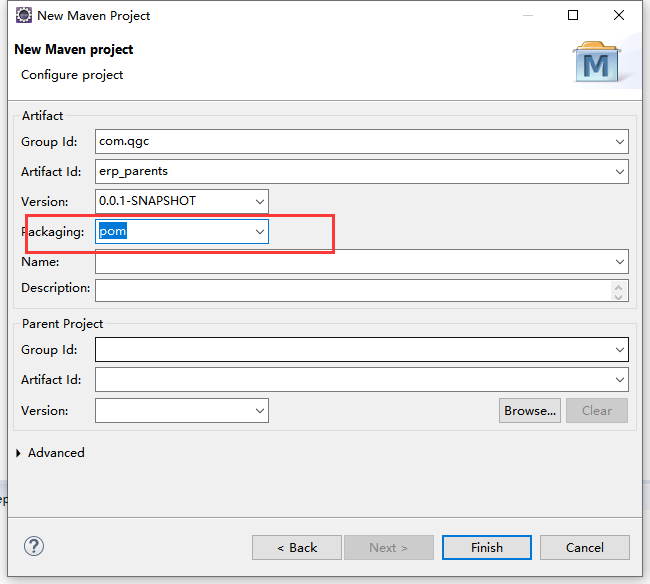 New Maven Project
New Maven project
Configure project
M
Artifact
Group Id: com.qgc
Artifact Id: erp_parents
Version: 0.0.1-SNAPSHOT
Packaging: pom
Name:
Description:
Parent Project
Group Id:
Artifact Id:
Version: Browse... Clear
Advanced
ep
? < Back Next > Finish Cancel